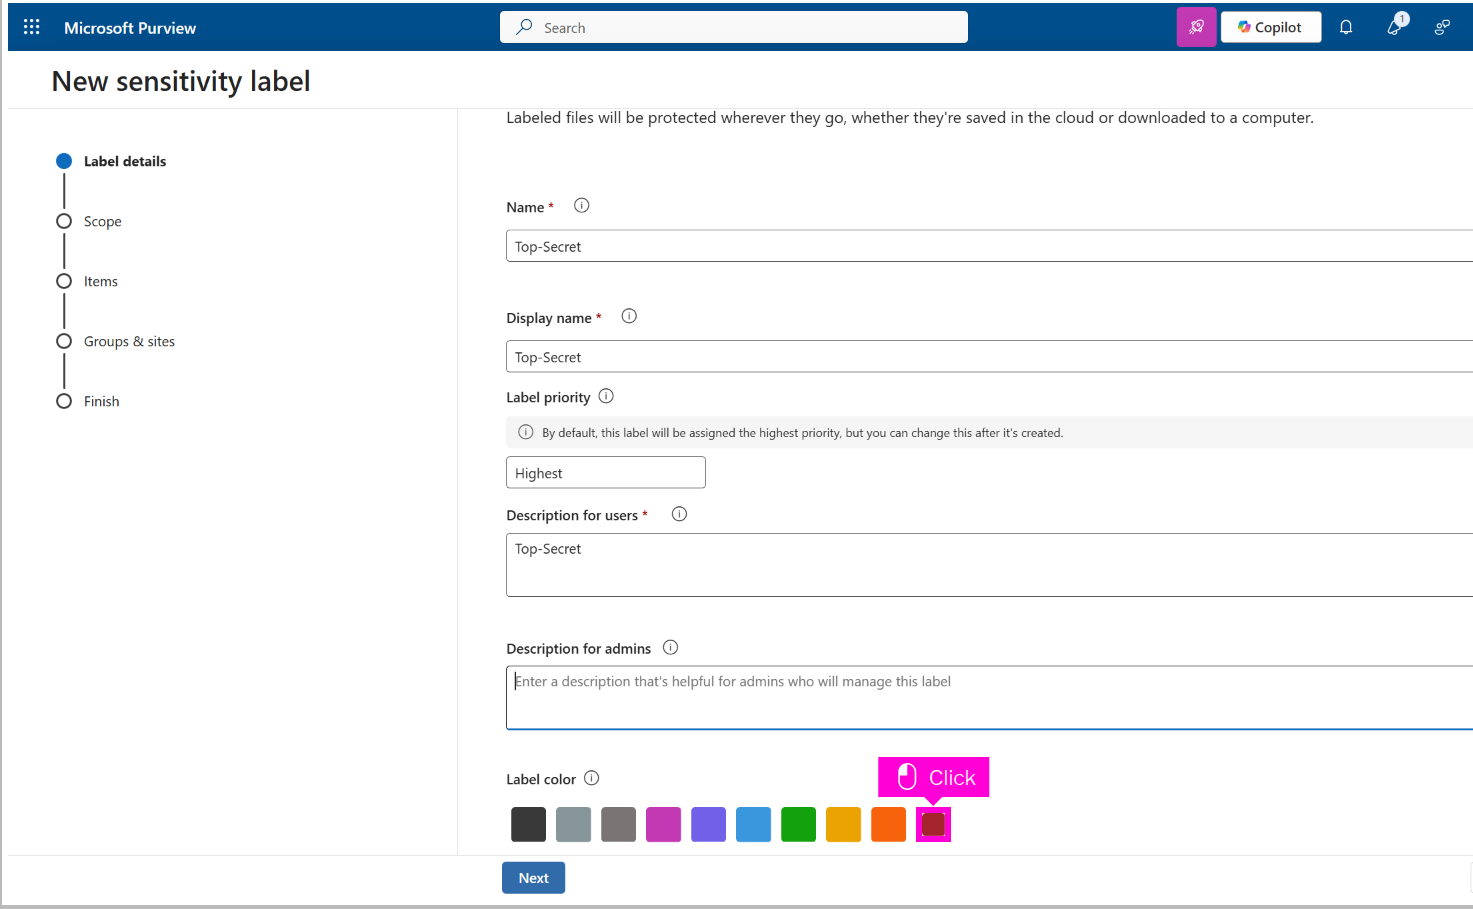 Microsoft Purview
Search
Copilot
1
New sensitivity label
Labeled files will be protected wherever they go, whether they're saved in the cloud or downloaded to a computer.
Label details
Scope
Items
Groups & sites
Finish
Name *
Top-Secret
Display name *
Top-Secret
Label priority
By default, this label will be assigned the highest priority, but you can change this after it's created.
Highest
Description for users *
Top-Secret
Description for admins
Enter a description that's helpful for admins who will manage this label
Label color
Click
Next